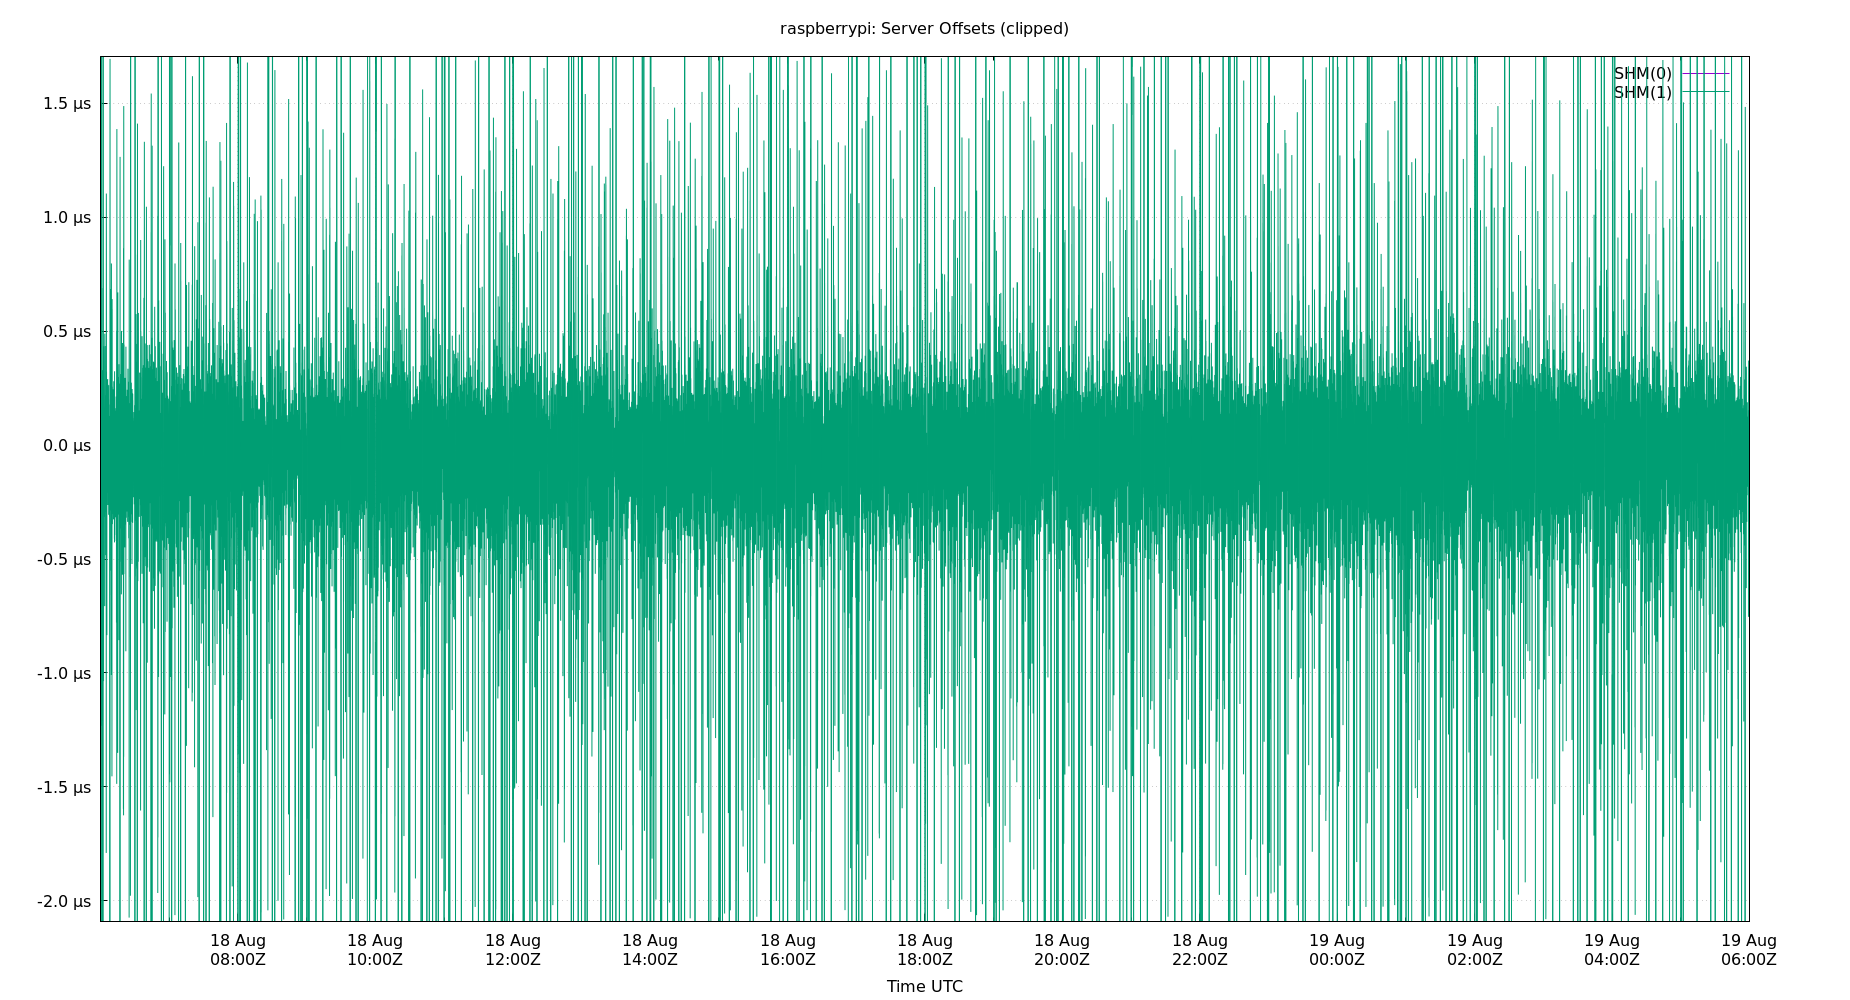 raspberrypi: Server Offsets (clipped)
SHM(0)
SHM(1)
1.5 µs
1.0 µs
0.5 µs
0.0 µs
-0.5 µs
-1.0 µs
-1.5 µs
-2.0 µs
18 Aug 18 Aug 18 Aug 18 Aug 18 Aug 18 Aug 18 Aug 18 Aug 19 Aug 19 Aug 19 Aug 19 Aug
08:00Z 10:00Z 12:00Z 14:00Z 16:00Z 18:00Z 20:00Z 22:00Z 00:00Z 02:00Z 04:00Z 06:00Z
Time UTC